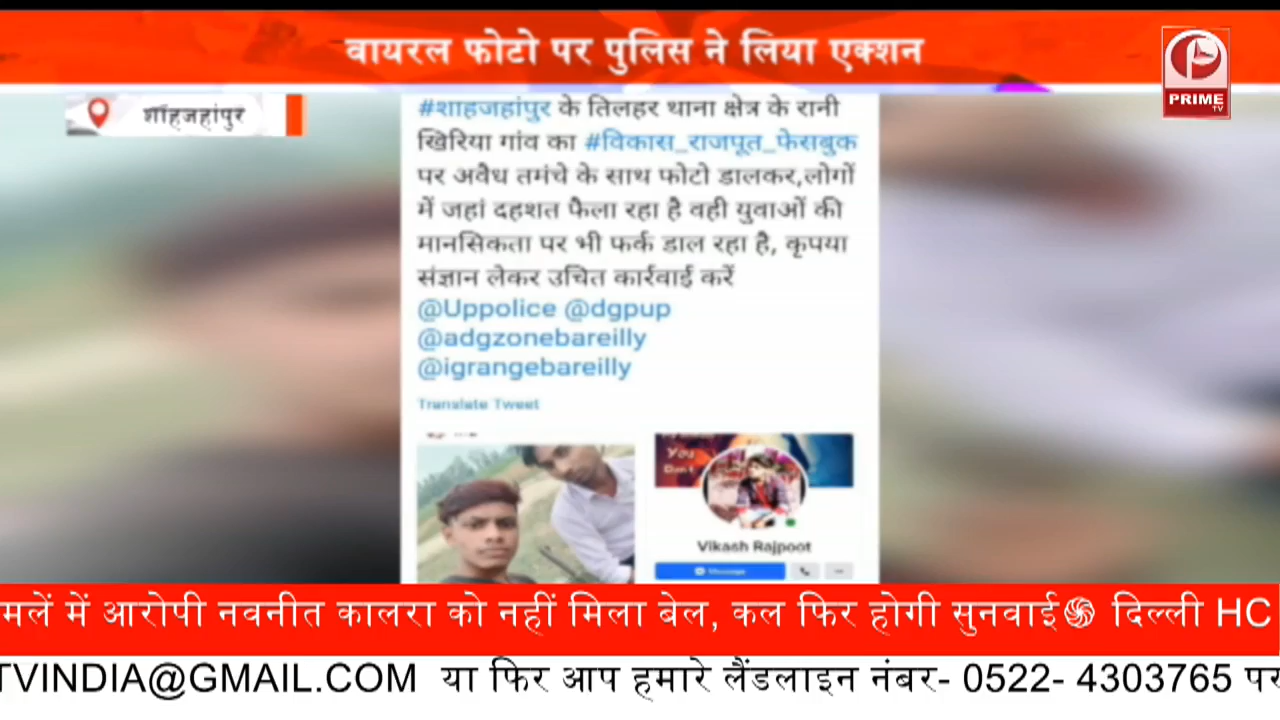 वायरल फोटो पर पुलिस ने लिया एक्शन
PRIME
TV
शाहजहांपुर
#शाहजहांपुर के तिलहर थाना क्षेत्र के रानी
खिरिया गांव का #विकास_राजपूत_फेसबुक
पर अवैध तमंचे के साथ फोटो डालकर,लोगों
में जहां दहशत फैला रहा है वही युवाओं की
मानसिकता पर भी फर्क डाल रहा है, कृपया
संज्ञान लेकर उचित कार्रवाई करें
@Uppolice @dgpup
@adgzonebareilly
@igrangebareilly
Translate Tweet
You
Don't
Vikash Rajpoot
Message
मलें में आरोपी नवनीत कालरा को नहीं मिला बेल, कल फिर होगी सुनवाई दिल्ली HC
TVINDIA@GMAIL.COM या फिर आप हमारे लैंडलाइन नंबर- 0522- 4303765 पर